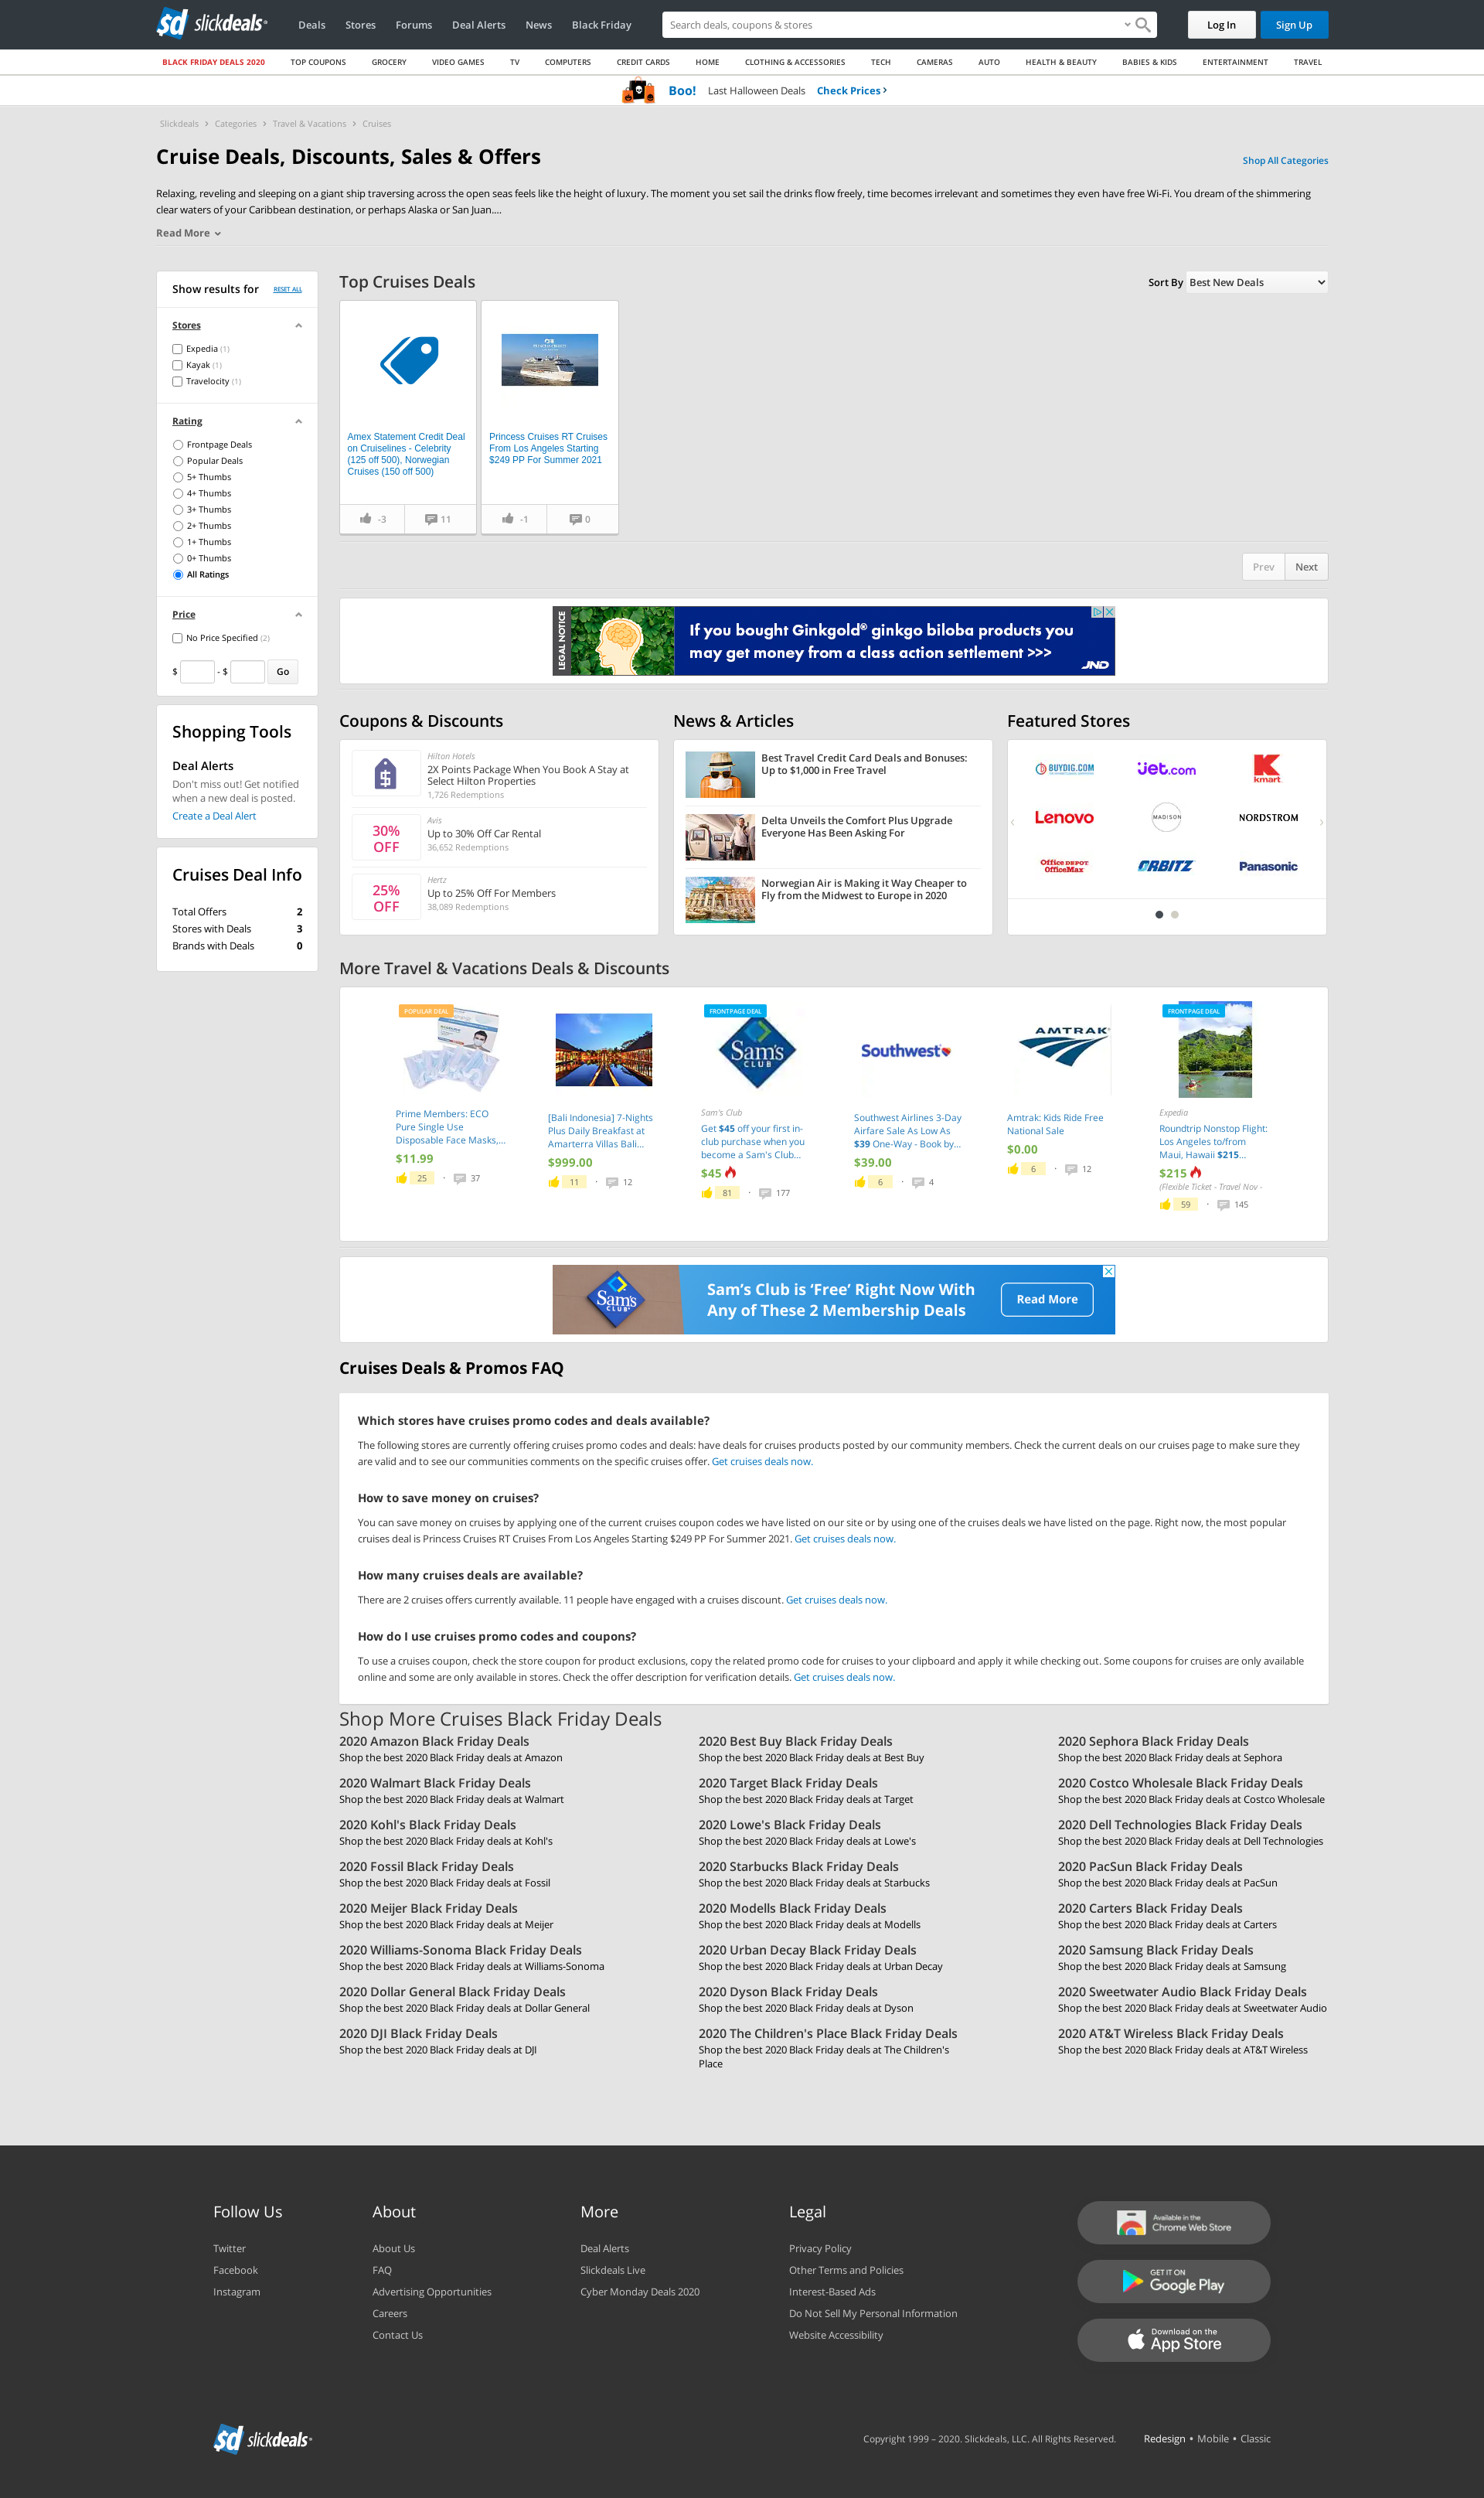 sd slickdeals®
Deals Stores Forums Deal Alerts News Black Friday
Search deals, coupons & stores
Log In Sign Up
BLACK FRIDAY DEALS 2020 TOP COUPONS GROCERY VIDEO GAMES TV COMPUTERS CREDIT CARDS HOME CLOTHING & ACCESSORIES TECH CAMERAS AUTO HEALTH & BEAUTY BABIES & KIDS ENTERTAINMENT TRAVEL
Boo! Last Halloween Deals Check Prices ›
Slickdeals › Categories › Travel & Vacations › Cruises
Cruise Deals, Discounts, Sales & Offers
Shop All Categories
Relaxing, reveling and sleeping on a giant ship traversing across the open seas feels like the height of luxury. The moment you set sail the drinks flow freely, time becomes irrelevant and sometimes they even have free Wi-Fi. You dream of the shimmering
clear waters of your Caribbean destination, or perhaps Alaska or San Juan....
Read More
Show results for RESET ALL
Stores
Expedia (1)
Kayak (1)
Travelocity (1)
Rating
Frontpage Deals
Popular Deals
5+ Thumbs
4+ Thumbs
3+ Thumbs
2+ Thumbs
1+ Thumbs
0+ Thumbs
All Ratings
Price
No Price Specified (2)
$ - $ Go
Shopping Tools
Deal Alerts
Don't miss out! Get notified
when a new deal is posted.
Create a Deal Alert
Cruises Deal Info
Total Offers 2
Stores with Deals 3
Brands with Deals 0
Top Cruises Deals
Sort By Best New Deals
Amex Statement Credit Deal
on Cruiselines - Celebrity
(125 off 500), Norwegian
Cruises (150 off 500)
-3 11
Princess Cruises RT Cruises
From Los Angeles Starting
$249 PP For Summer 2021
-1 0
Prev Next
LEGAL NOTICE
If you bought Ginkgold® ginkgo biloba products you
may get money from a class action settlement >>>
JND
Coupons & Discounts
Hilton Hotels
2X Points Package When You Book A Stay at
Select Hilton Properties
1,726 Redemptions
30%
OFF
Avis
Up to 30% Off Car Rental
36,652 Redemptions
25%
OFF
Hertz
Up to 25% Off For Members
38,089 Redemptions
News & Articles
Best Travel Credit Card Deals and Bonuses:
Up to $1,000 in Free Travel
Delta Unveils the Comfort Plus Upgrade
Everyone Has Been Asking For
Norwegian Air is Making it Way Cheaper to
Fly from the Midwest to Europe in 2020
Featured Stores
BUYDIG.COM jet.com kmart
Lenovo MADISON NORDSTROM
Office DEPOT OfficeMax ORBITZ Panasonic
More Travel & Vacations Deals & Discounts
POPULAR DEAL
Prime Members: ECO
Pure Single Use
Disposable Face Masks,...
$11.99
25 · 37
[Bali Indonesia] 7-Nights
Plus Daily Breakfast at
Amarterra Villas Bali...
$999.00
11 · 12
FRONTPAGE DEAL
Sam's CLUB
Sam's Club
Get $45 off your first in-
club purchase when you
become a Sam's Club...
$45
81 · 177
Southwest
Southwest Airlines 3-Day
Airfare Sale As Low As
$39 One-Way - Book by...
$39.00
6 · 4
AMTRAK
Amtrak: Kids Ride Free
National Sale
$0.00
6 · 12
FRONTPAGE DEAL
Expedia
Roundtrip Nonstop Flight:
Los Angeles to/from
Maui, Hawaii $215...
$215
(Flexible Ticket - Travel Nov -
59 · 145
Sam's CLUB
Sam's Club is 'Free' Right Now With
Any of These 2 Membership Deals
Read More
Cruises Deals & Promos FAQ
Which stores have cruises promo codes and deals available?
The following stores are currently offering cruises promo codes and deals: have deals for cruises products posted by our community members. Check the current deals on our cruises page to make sure they
are valid and to see our communities comments on the specific cruises offer. Get cruises deals now.
How to save money on cruises?
You can save money on cruises by applying one of the current cruises coupon codes we have listed on our site or by using one of the cruises deals we have listed on the page. Right now, the most popular
cruises deal is Princess Cruises RT Cruises From Los Angeles Starting $249 PP For Summer 2021. Get cruises deals now.
How many cruises deals are available?
There are 2 cruises offers currently available. 11 people have engaged with a cruises discount. Get cruises deals now.
How do I use cruises promo codes and coupons?
To use a cruises coupon, check the store coupon for product exclusions, copy the related promo code for cruises to your clipboard and apply it while checking out. Some coupons for cruises are only available
online and some are only available in stores. Check the offer description for verification details. Get cruises deals now.
Shop More Cruises Black Friday Deals
2020 Amazon Black Friday Deals
Shop the best 2020 Black Friday deals at Amazon
2020 Best Buy Black Friday Deals
Shop the best 2020 Black Friday deals at Best Buy
2020 Sephora Black Friday Deals
Shop the best 2020 Black Friday deals at Sephora
2020 Walmart Black Friday Deals
Shop the best 2020 Black Friday deals at Walmart
2020 Target Black Friday Deals
Shop the best 2020 Black Friday deals at Target
2020 Costco Wholesale Black Friday Deals
Shop the best 2020 Black Friday deals at Costco Wholesale
2020 Kohl's Black Friday Deals
Shop the best 2020 Black Friday deals at Kohl's
2020 Lowe's Black Friday Deals
Shop the best 2020 Black Friday deals at Lowe's
2020 Dell Technologies Black Friday Deals
Shop the best 2020 Black Friday deals at Dell Technologies
2020 Fossil Black Friday Deals
Shop the best 2020 Black Friday deals at Fossil
2020 Starbucks Black Friday Deals
Shop the best 2020 Black Friday deals at Starbucks
2020 PacSun Black Friday Deals
Shop the best 2020 Black Friday deals at PacSun
2020 Meijer Black Friday Deals
Shop the best 2020 Black Friday deals at Meijer
2020 Modells Black Friday Deals
Shop the best 2020 Black Friday deals at Modells
2020 Carters Black Friday Deals
Shop the best 2020 Black Friday deals at Carters
2020 Williams-Sonoma Black Friday Deals
Shop the best 2020 Black Friday deals at Williams-Sonoma
2020 Urban Decay Black Friday Deals
Shop the best 2020 Black Friday deals at Urban Decay
2020 Samsung Black Friday Deals
Shop the best 2020 Black Friday deals at Samsung
2020 Dollar General Black Friday Deals
Shop the best 2020 Black Friday deals at Dollar General
2020 Dyson Black Friday Deals
Shop the best 2020 Black Friday deals at Dyson
2020 Sweetwater Audio Black Friday Deals
Shop the best 2020 Black Friday deals at Sweetwater Audio
2020 DJI Black Friday Deals
Shop the best 2020 Black Friday deals at DJI
2020 The Children's Place Black Friday Deals
Shop the best 2020 Black Friday deals at The Children's
Place
2020 AT&T Wireless Black Friday Deals
Shop the best 2020 Black Friday deals at AT&T Wireless
Follow Us
Twitter
Facebook
Instagram
About
About Us
FAQ
Advertising Opportunities
Careers
Contact Us
More
Deal Alerts
Slickdeals Live
Cyber Monday Deals 2020
Legal
Privacy Policy
Other Terms and Policies
Interest-Based Ads
Do Not Sell My Personal Information
Website Accessibility
Available in the
Chrome Web Store
GET IT ON
Google Play
Download on the
App Store
sd slickdeals®
Copyright 1999 – 2020. Slickdeals, LLC. All Rights Reserved. Redesign • Mobile • Classic